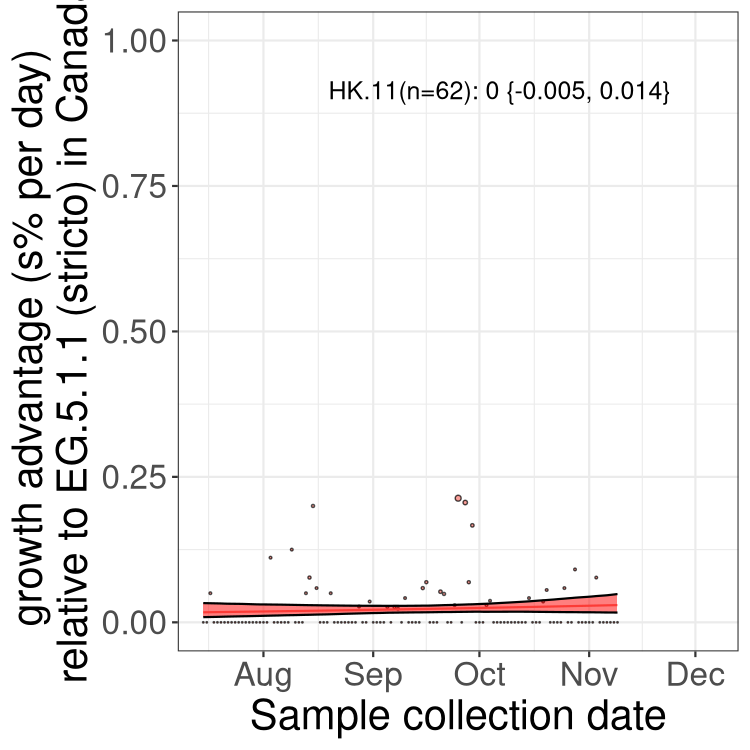 growth advantage (s% per day)
relative to EG.5.1.1 (stricto) in Canada
1.00
0.75
0.50
0.25
0.00
HK.11(n=62): 0 {-0.005, 0.014}
Aug Sep Oct Nov Dec
Sample collection date